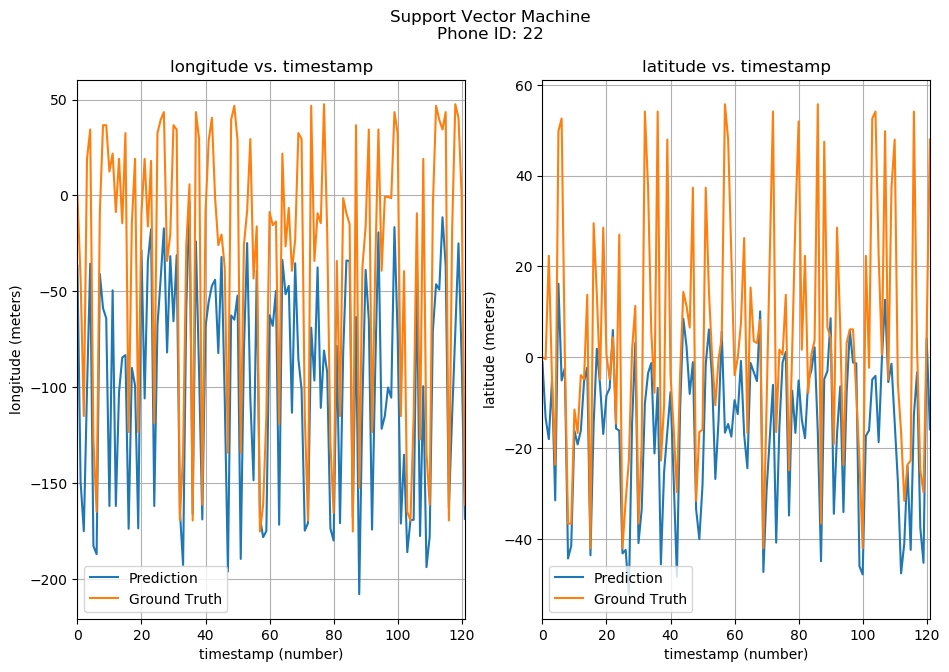 Support Vector Machine
Phone ID: 22
longitude vs. timestamp
longitude (meters)
50
0
−50
−100
−150
−200
0
20
40
60
80
100
120
timestamp (number)
Prediction
Ground Truth
latitude vs. timestamp
latitude (meters)
60
40
20
0
−20
−40
0
20
40
60
80
100
120
timestamp (number)
Prediction
Ground Truth